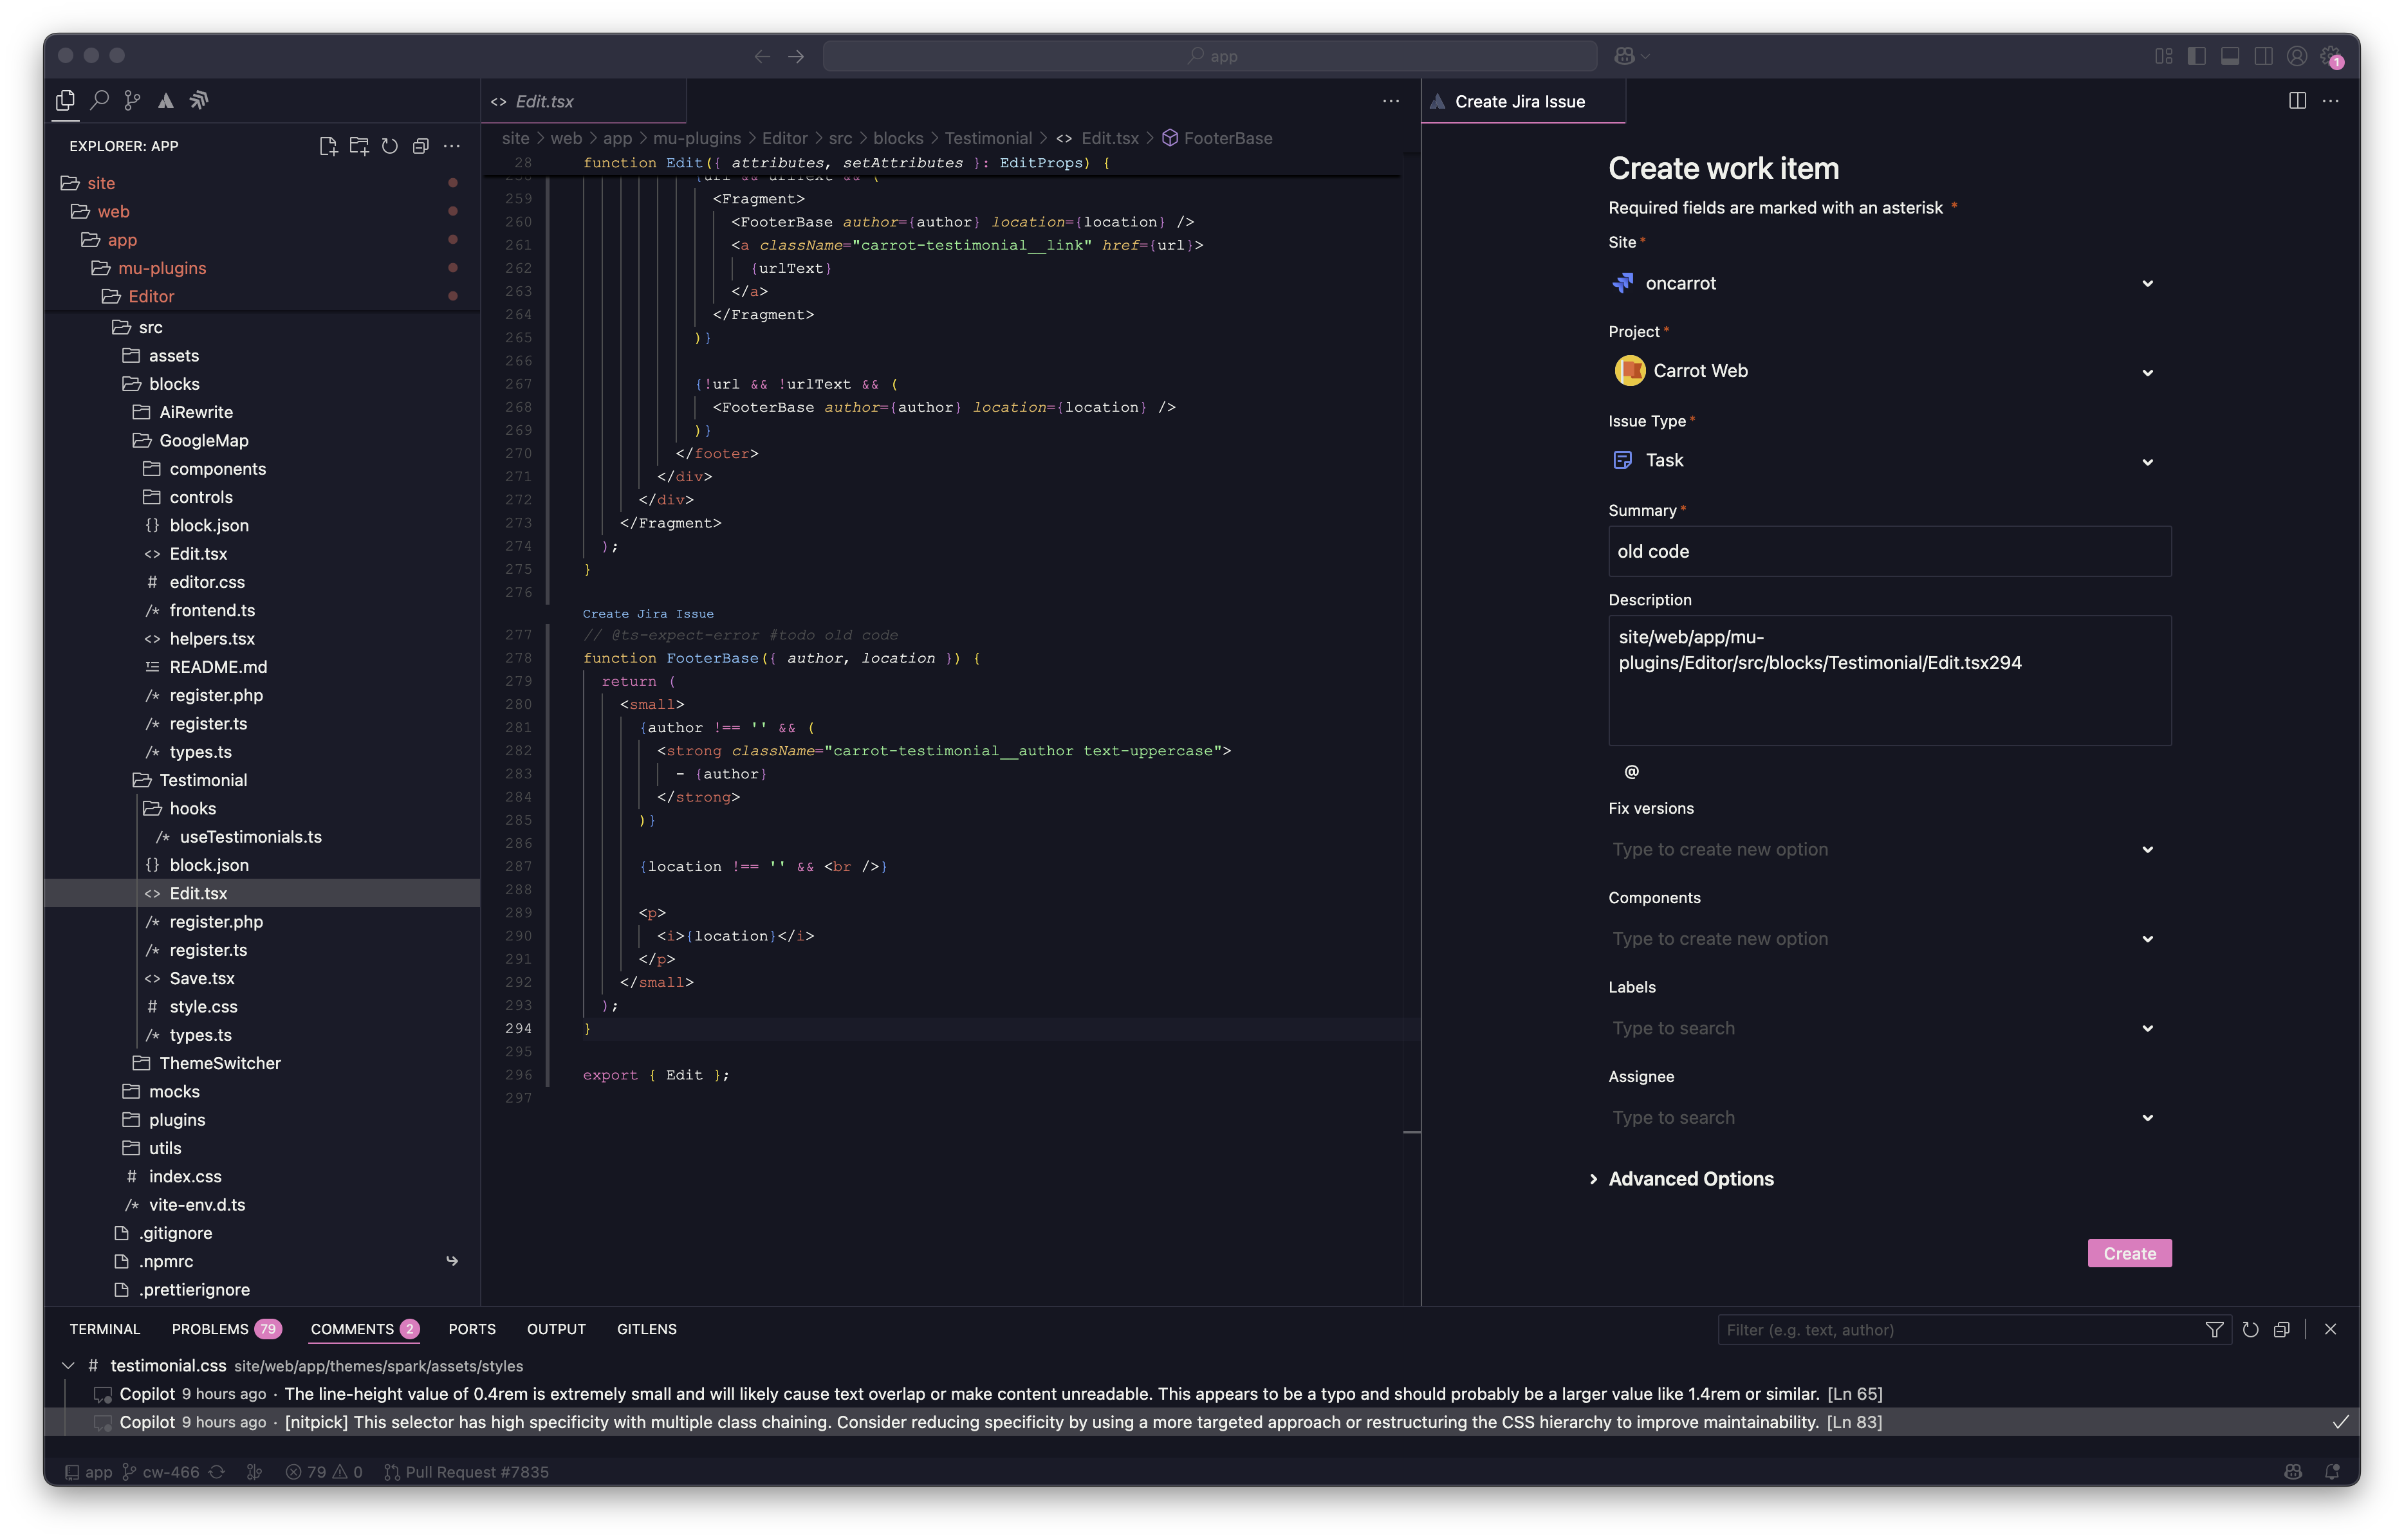 app
1
EXPLORER: APP
site
web
app
mu-plugins
Editor
src
assets
blocks
AiRewrite
GoogleMap
components
controls
{} block.json
<> Edit.tsx
# editor.css
/* frontend.ts
<> helpers.tsx
README.md
/* register.php
/* register.ts
/* types.ts
Testimonial
hooks
/* useTestimonials.ts
{} block.json
<> Edit.tsx
/* register.php
/* register.ts
<> Save.tsx
# style.css
/* types.ts
ThemeSwitcher
mocks
plugins
utils
# index.css
/* vite-env.d.ts
.gitignore
.npmrc
.prettierignore
<> Edit.tsx
site > web > app > mu-plugins > Editor > src > blocks > Testimonial > <> Edit.tsx > FooterBase
28 function Edit({ attributes, setAttributes }: EditProps) {
259 <Fragment>
260 <FooterBase author={author} location={location} />
261 <a className="carrot-testimonial__link" href={url}>
262 {urlText}
263 </a>
264 </Fragment>
265 )}
266
267 {!url && !urlText && (
268 <FooterBase author={author} location={location} />
269 )}
270 </footer>
271 </div>
272 </div>
273 </Fragment>
274 );
275 }
276
Create Jira Issue
277 // @ts-expect-error #todo old code
278 function FooterBase({ author, location }) {
279 return (
280 <small>
281 {author !== '' && (
282 <strong className="carrot-testimonial__author text-uppercase">
283 - {author}
284 </strong>
285 )}
286
287 {location !== '' && <br />}
288
289 <p>
290 <i>{location}</i>
291 </p>
292 </small>
293 );
294 }
295
296 export { Edit };
297
Create Jira Issue
Create work item
Required fields are marked with an asterisk *
Site *
oncarrot
Project *
Carrot Web
Issue Type *
Task
Summary *
old code
Description
site/web/app/mu-
plugins/Editor/src/blocks/Testimonial/Edit.tsx294
@
Fix versions
Type to create new option
Components
Type to create new option
Labels
Type to search
Assignee
Type to search
Advanced Options
Create
TERMINAL PROBLEMS 79 COMMENTS 2 PORTS OUTPUT GITLENS
Filter (e.g. text, author)
# testimonial.css site/web/app/themes/spark/assets/styles
Copilot 9 hours ago · The line-height value of 0.4rem is extremely small and will likely cause text overlap or make content unreadable. This appears to be a typo and should probably be a larger value like 1.4rem or similar. [Ln 65]
Copilot 9 hours ago · [nitpick] This selector has high specificity with multiple class chaining. Consider reducing specificity by using a more targeted approach or restructuring the CSS hierarchy to improve maintainability. [Ln 83]
app cw-466 79 0 Pull Request #7835